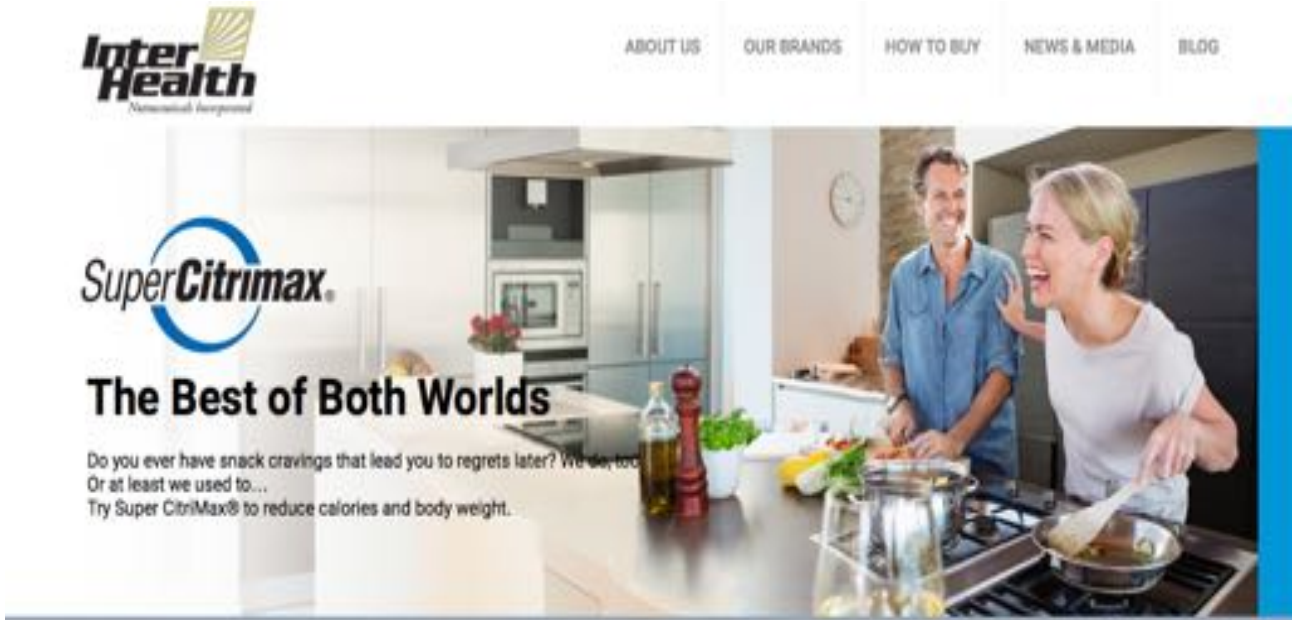 Inter
Health
Nutraceuticals Incorporated
ABOUT US
OUR BRANDS
HOW TO BUY
NEWS & MEDIA
BLOG
SuperCitrimax®
The Best of Both Worlds
Do you ever have snack cravings that lead you to regrets later? We do, too
Or at least we used to...
Try Super CitriMax® to reduce calories and body weight.